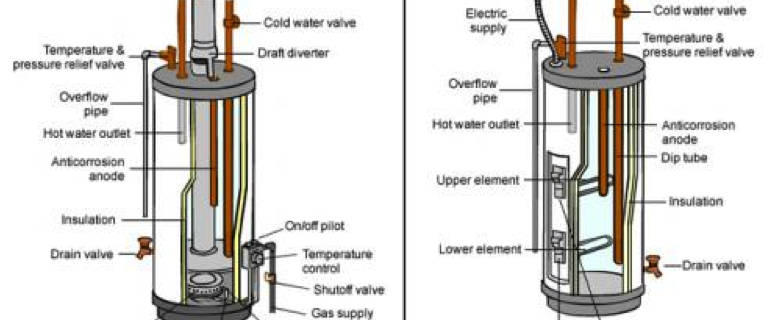 Cold water valve
Temperature &
pressure relief valve
Draft diverter
Overflow
pipe
Hot water outlet
Anticorrosion
anode
Insulation
On/off pilot
Drain valve
Temperature
control
Shutoff valve
Gas supply
Electric
supply
Cold water valve
Temperature &
pressure relief valve
Overflow
pipe
Hot water outlet
Anticorrosion
anode
Dip tube
Upper element
Insulation
Lower element
Drain valve